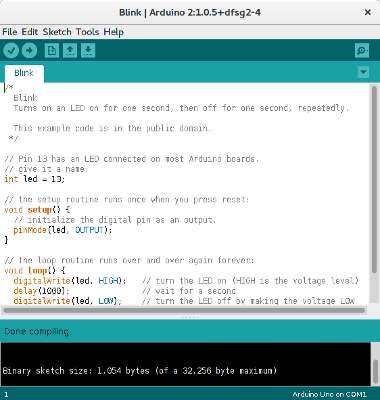 Blink | Arduino 2:1.0.5+dfsg2-4
File Edit Sketch Tools Help
Blink
/*
  Blink
  Turns on an LED on for one second, then off for one second, repeatedly.

  This example code is in the public domain.
 */

// Pin 13 has an LED connected on most Arduino boards.
// give it a name:
int led = 13;

// the setup routine runs once when you press reset:
void setup() {
  // initialize the digital pin as an output.
  pinMode(led, OUTPUT);
}

// the loop routine runs over and over again forever:
void loop() {
  digitalWrite(led, HIGH);   // turn the LED on (HIGH is the voltage level)
  delay(1000);               // wait for a second
  digitalWrite(led, LOW);    // turn the LED off by making the voltage LOW
Done compiling.
Binary sketch size: 1,054 bytes (of a 32,256 byte maximum)
1 Arduino Uno on COM1